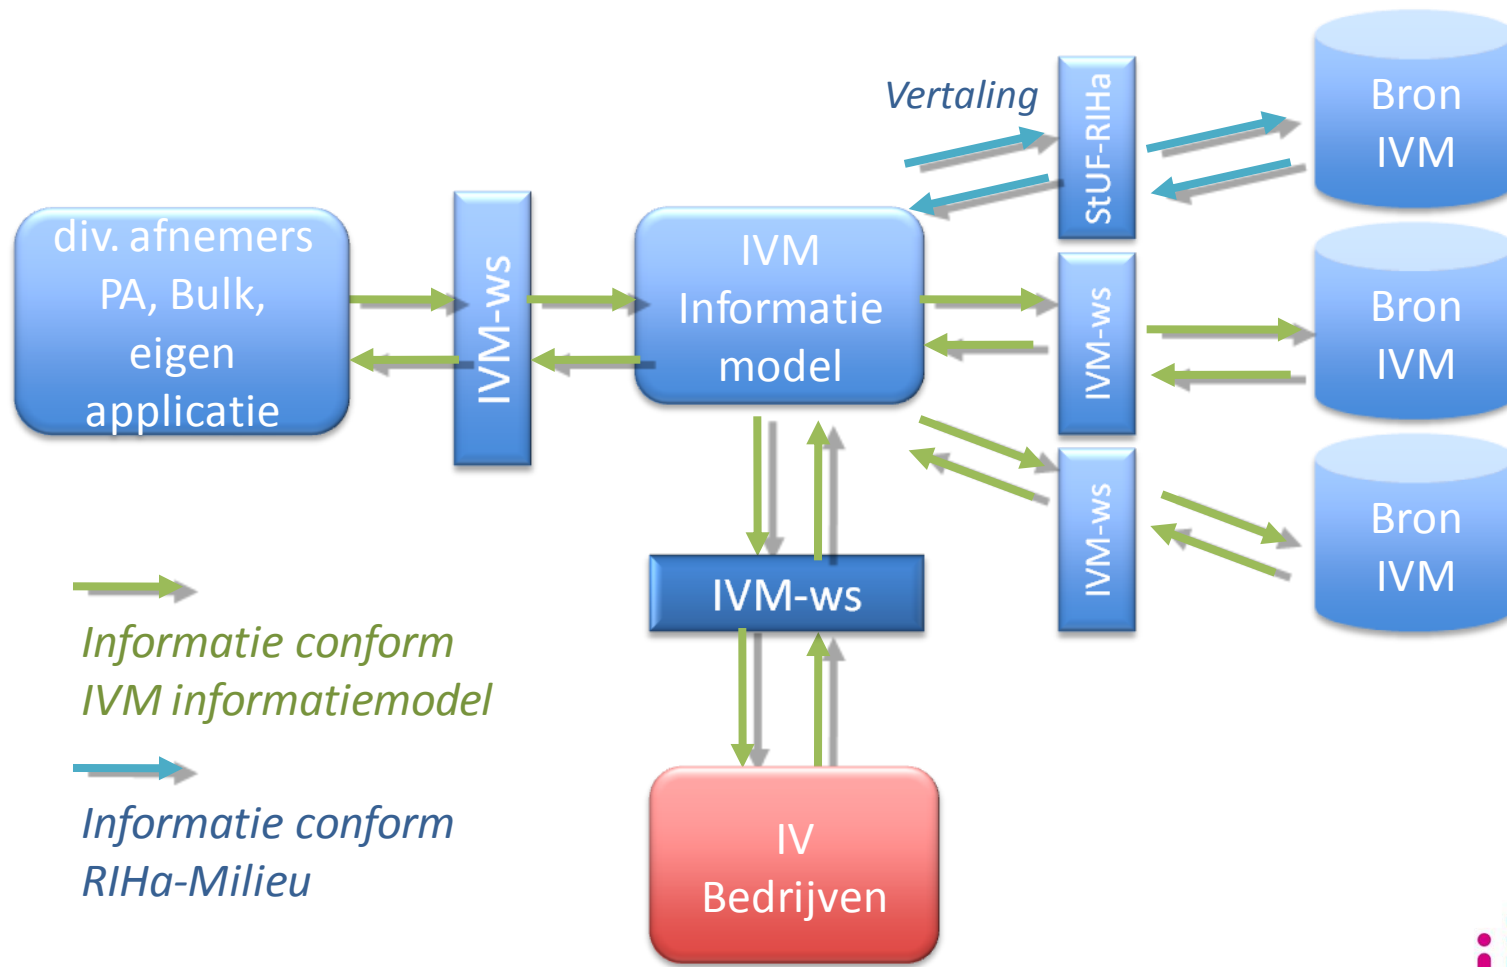 Vertaling
StUF-RIHa
Bron
IVM
div. afnemers
PA, Bulk,
eigen
applicatie
IVM-ws
IVM
Informatie
model
IVM-ws
Bron
IVM
IVM-ws
Bron
IVM
IVM-ws
Informatie conform
IVM informatiemodel
Informatie conform
RIHa-Milieu
IV
Bedrijven